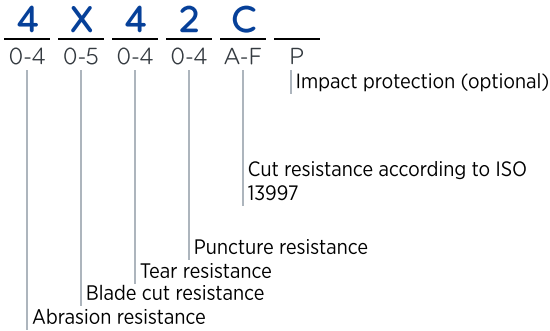 4 X 4 2 C
0-4 0-5 0-4 0-4 A-F P
Impact protection (optional)
Cut resistance according to ISO
13997
Puncture resistance
Tear resistance
Blade cut resistance
Abrasion resistance